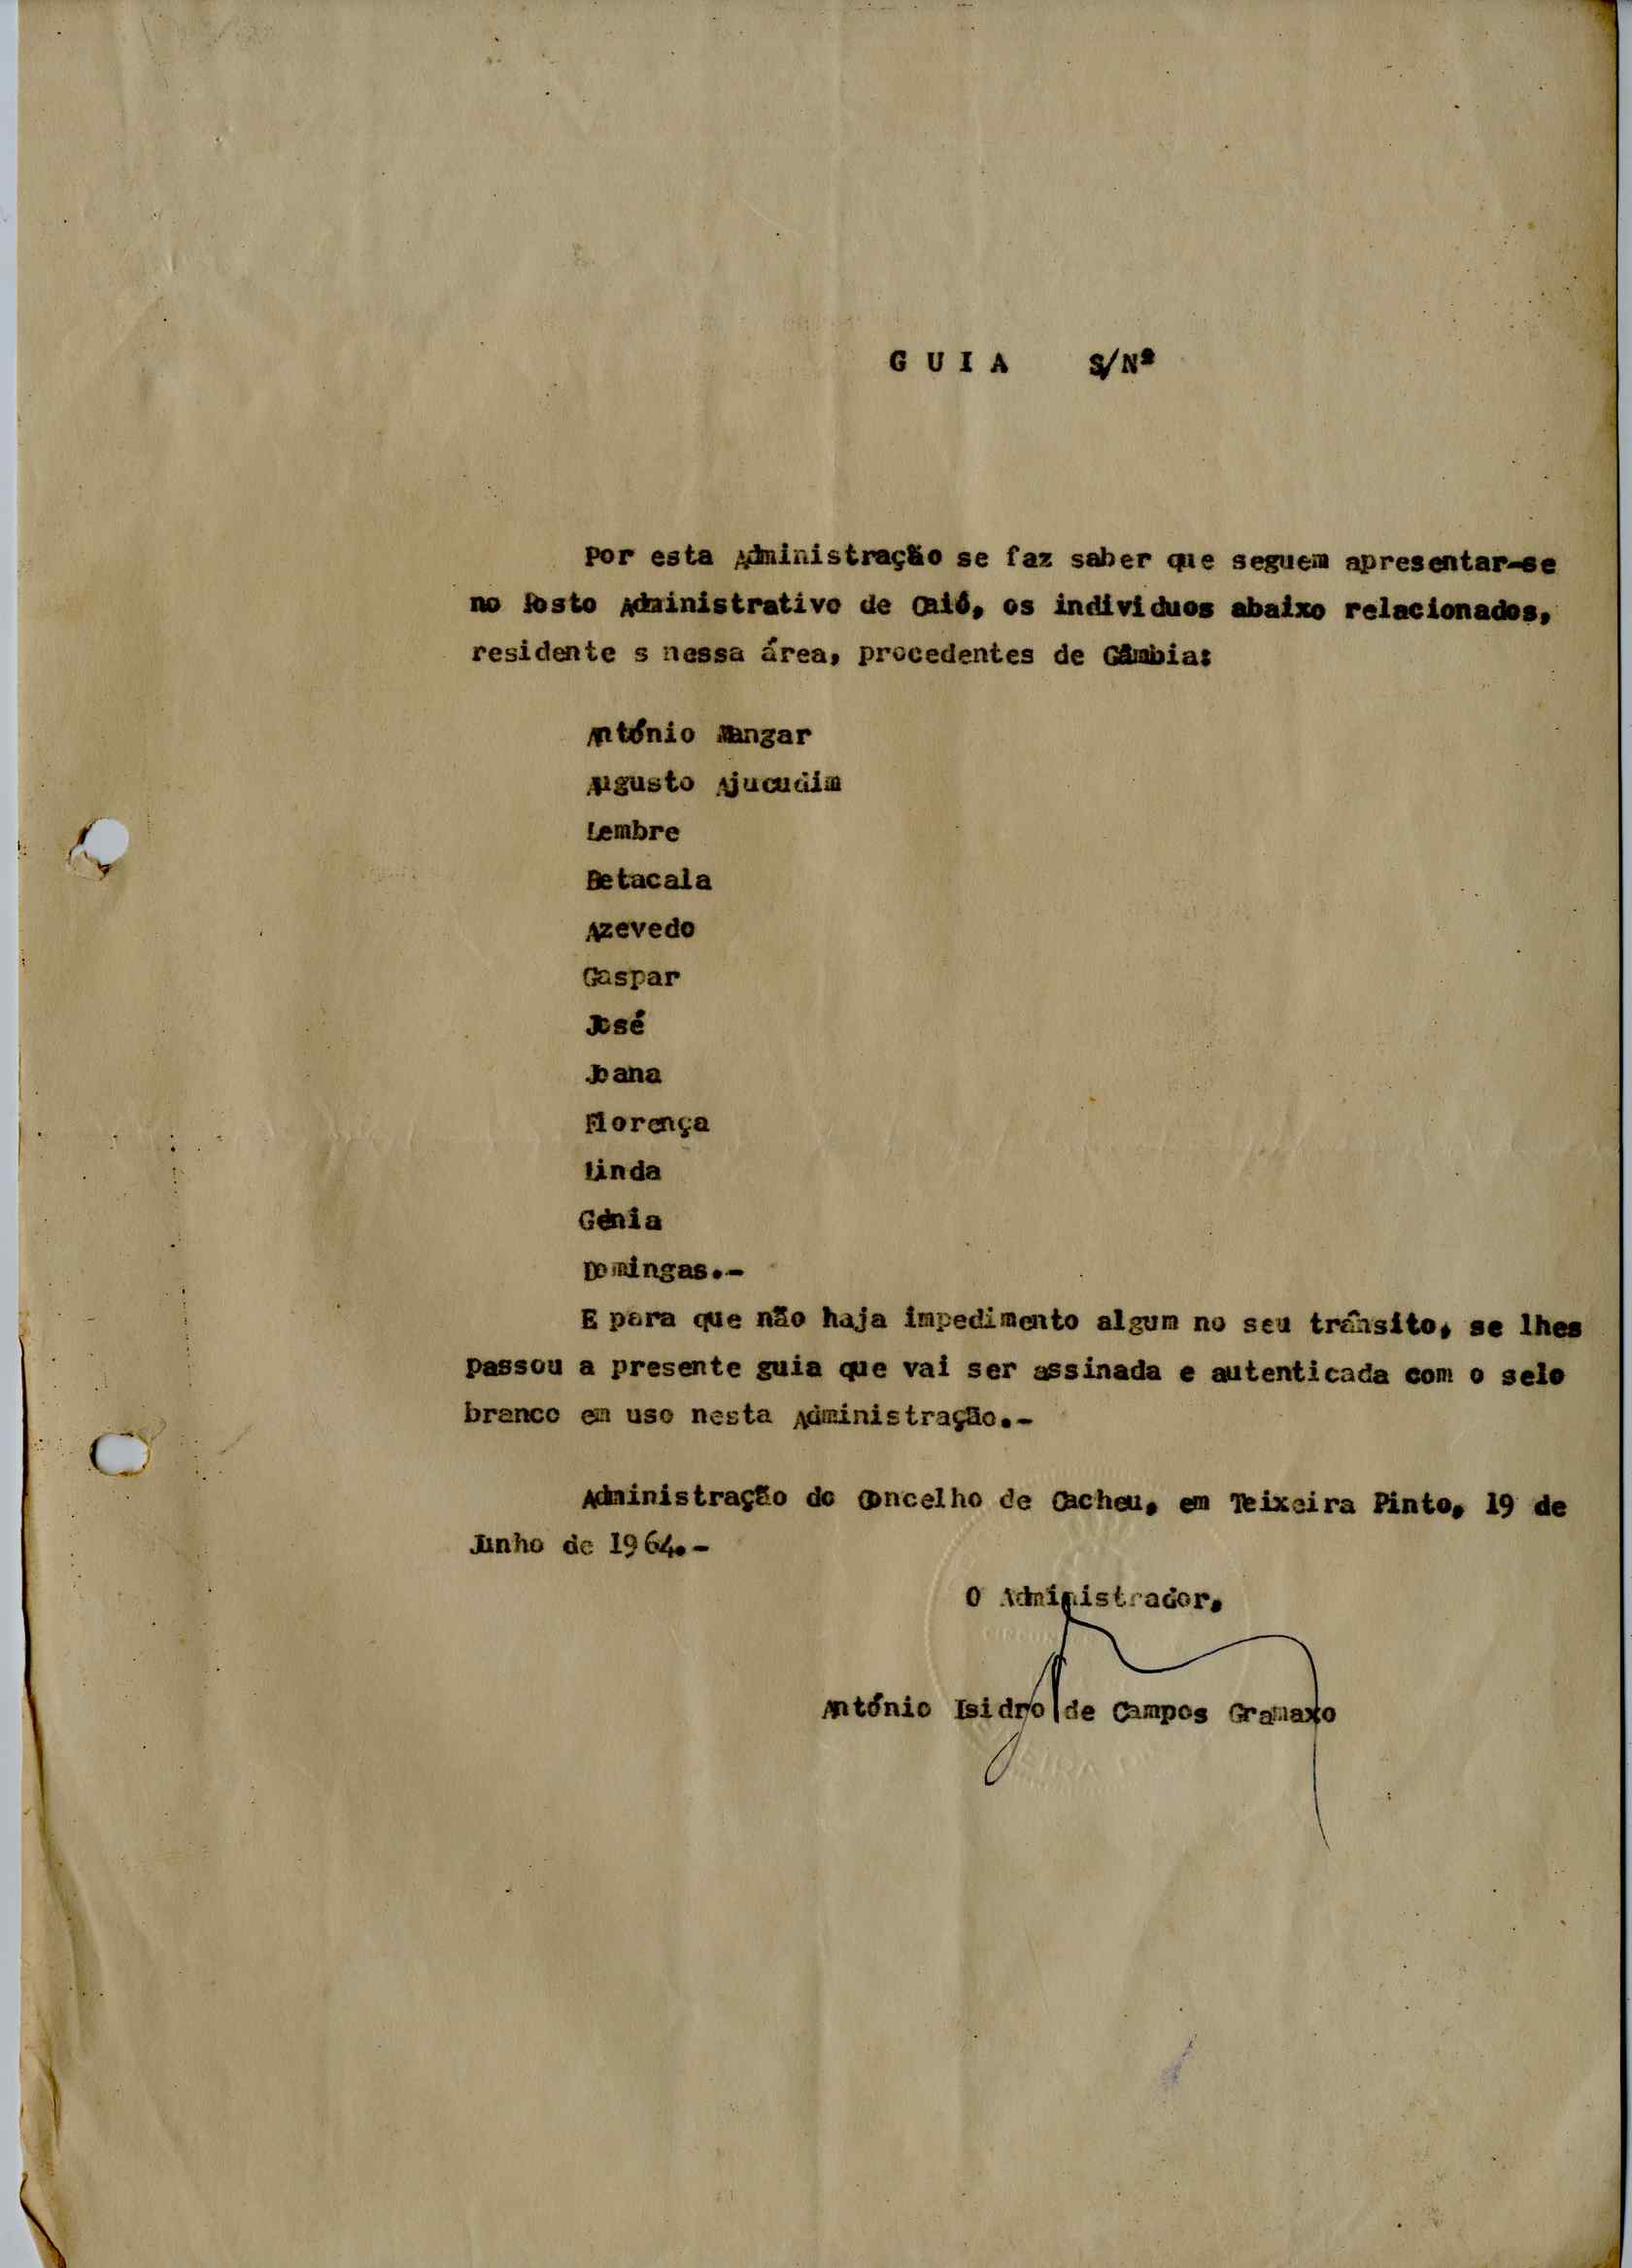 GUIA S/Nº
Por esta Administração se faz saber que seguem apresentar-se
no Posto Administrativo de Caió, os individuos abaixo relacionados,
residente s nessa área, procedentes de Gâmbia:
António Mangar
Augusto Ajucudim
Lembre
Betacala
Azevedo
Gaspar
José
Joana
Florença
Linda
Génia
Domingas.-
E para que não haja impedimento algum no seu trânsito, se lhes
passou a presente guia que vai ser assinada e autenticada com o selo
branco em uso nesta Administração.-
Administração do Concelho de Cacheu, em Teixeira Pinto, 19 de
Junho de 1964.-
O Administrador,
António Isidro de Campos Gramaxo